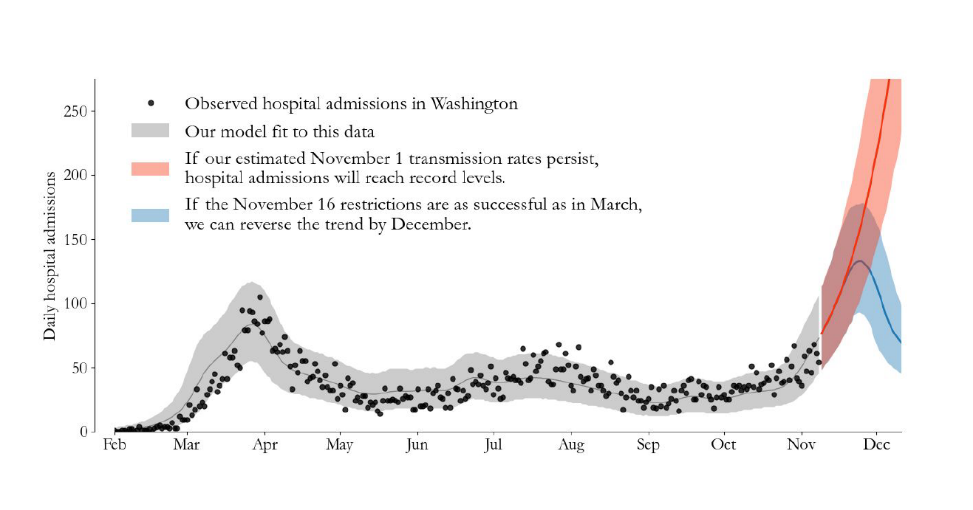 250
200
150
100
50
0
Daily hospital admissions
Observed hospital admissions in Washington
Our model fit to this data
If our estimated November 1 transmission rates persist,
hospital admissions will reach record levels.
If the November 16 restrictions are as successful as in March,
we can reverse the trend by December.
Feb Mar Apr May Jun Jul Aug Sep Oct Nov Dec